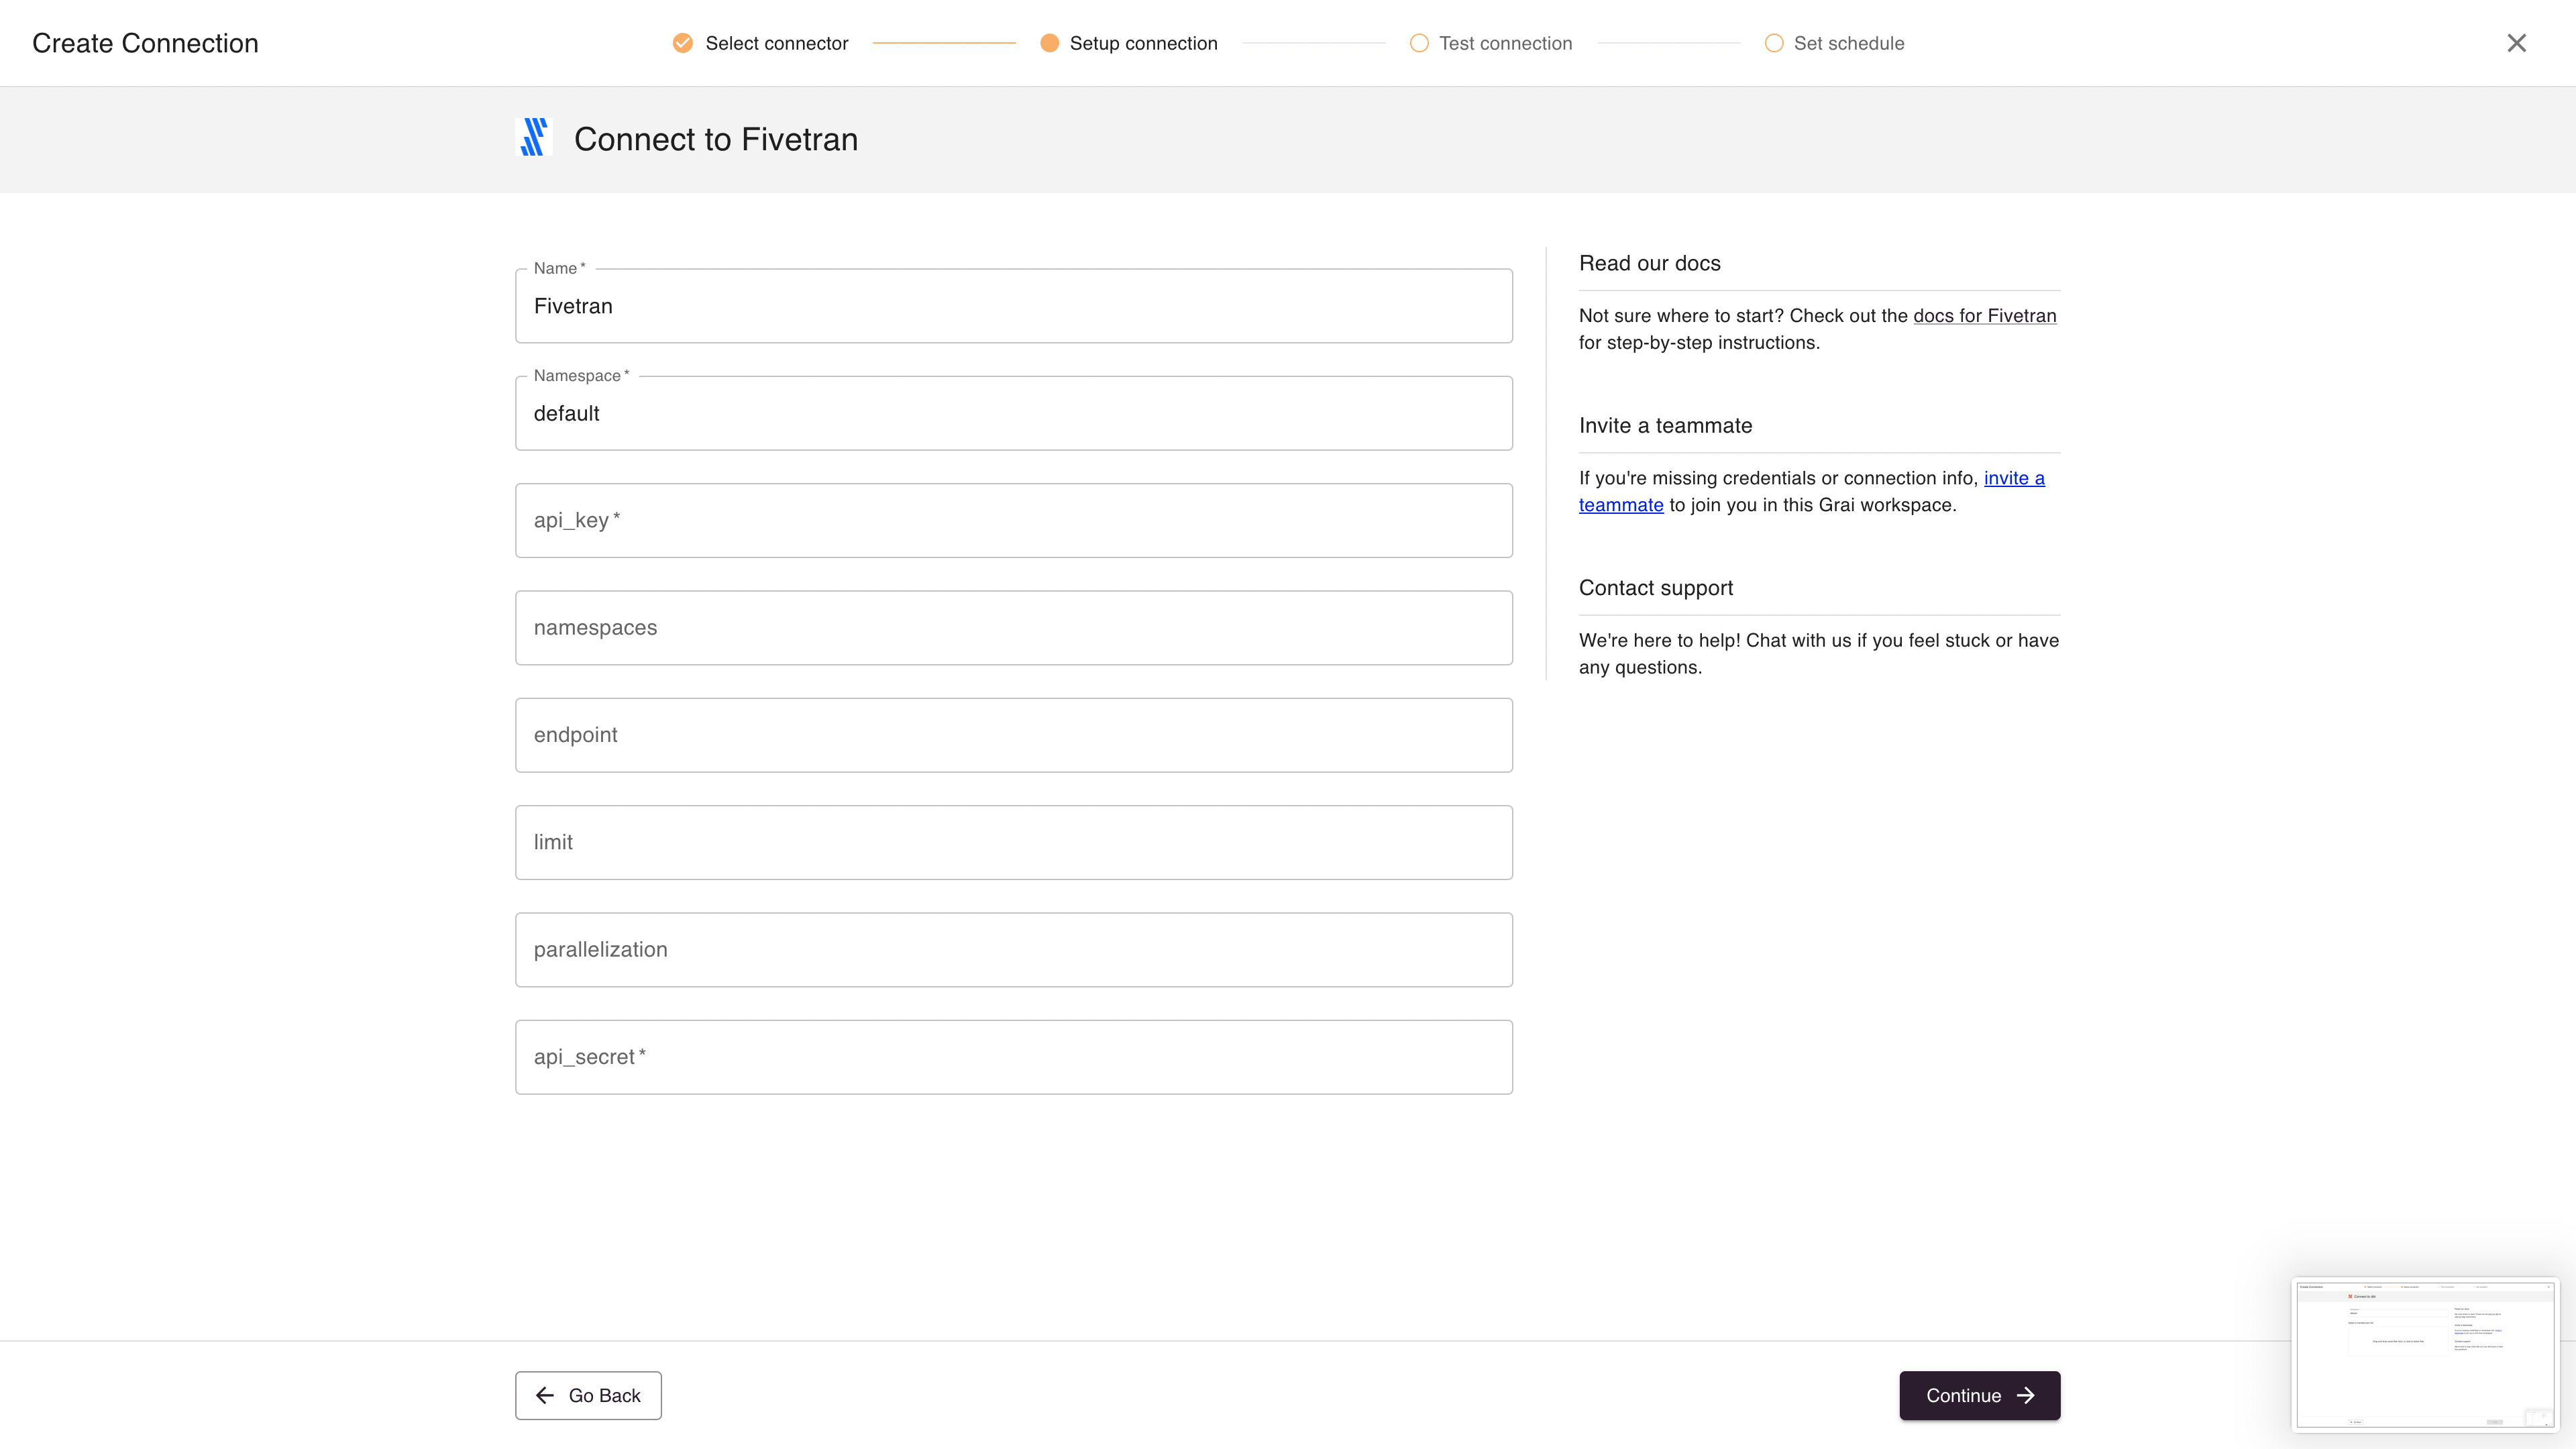 Create Connection
Select connector
Setup connection
Test connection
Set schedule
Connect to Fivetran
Name *
Fivetran
Namespace *
default
api_key *
namespaces
endpoint
limit
parallelization
api_secret *
Read our docs
Not sure where to start? Check out the docs for Fivetran
for step-by-step instructions.
Invite a teammate
If you're missing credentials or connection info, invite a
teammate to join you in this Grai workspace.
Contact support
We're here to help! Chat with us if you feel stuck or have
any questions.
Go Back
Continue